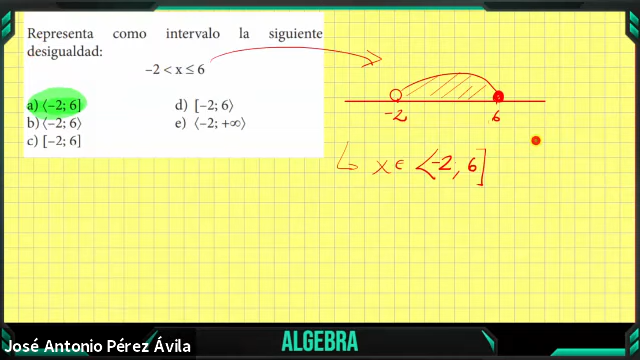 Representa como intervalo la siguiente
desigualdad:
–2 < x ≤ 6
a) ⟨–2; 6]
d) [–2; 6⟩
b) ⟨–2; 6⟩
e) ⟨–2; +∞⟩
c) [–2; 6]
-2
6
x ∈ ⟨-2; 6]
José Antonio Pérez Ávila
ALGEBRA